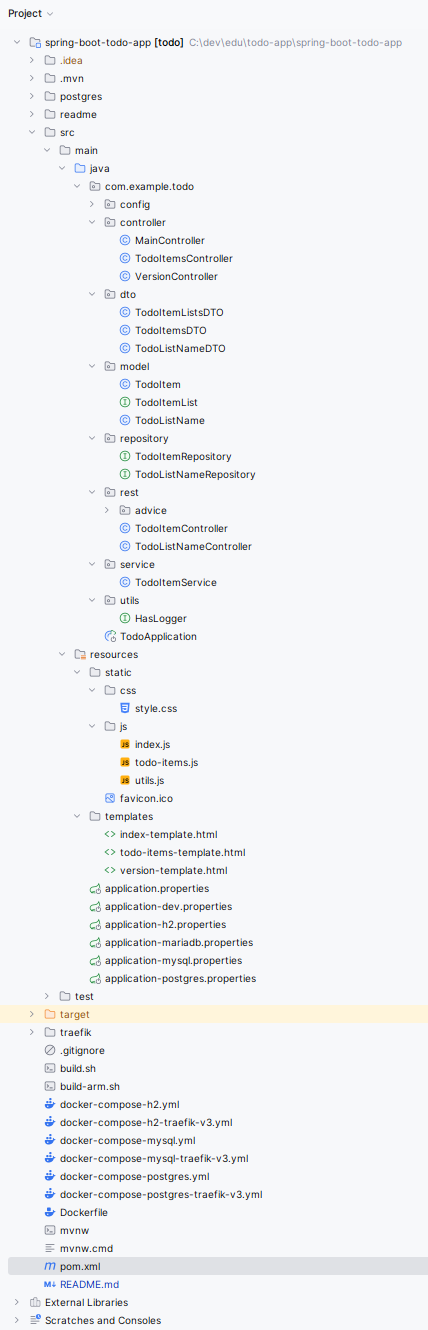 Project
spring-boot-todo-app [todo] C:\dev\edu\todo-app\spring-boot-todo-app
.idea
.mvn
postgres
readme
src
main
java
com.example.todo
config
controller
MainController
TodoItemsController
VersionController
dto
TodoItemListsDTO
TodoItemsDTO
TodoListNameDTO
model
TodoItem
TodoItemList
TodoListName
repository
TodoItemRepository
TodoListNameRepository
rest
advice
TodoItemController
TodoListNameController
service
TodoItemService
utils
HasLogger
TodoApplication
resources
static
css
style.css
js
index.js
todo-items.js
utils.js
favicon.ico
templates
index-template.html
todo-items-template.html
version-template.html
application.properties
application-dev.properties
application-h2.properties
application-mariadb.properties
application-mysql.properties
application-postgres.properties
test
target
traefik
.gitignore
build.sh
build-arm.sh
docker-compose-h2.yml
docker-compose-h2-traefik-v3.yml
docker-compose-mysql.yml
docker-compose-mysql-traefik-v3.yml
docker-compose-postgres.yml
docker-compose-postgres-traefik-v3.yml
Dockerfile
mvnw
mvnw.cmd
pom.xml
README.md
External Libraries
Scratches and Consoles